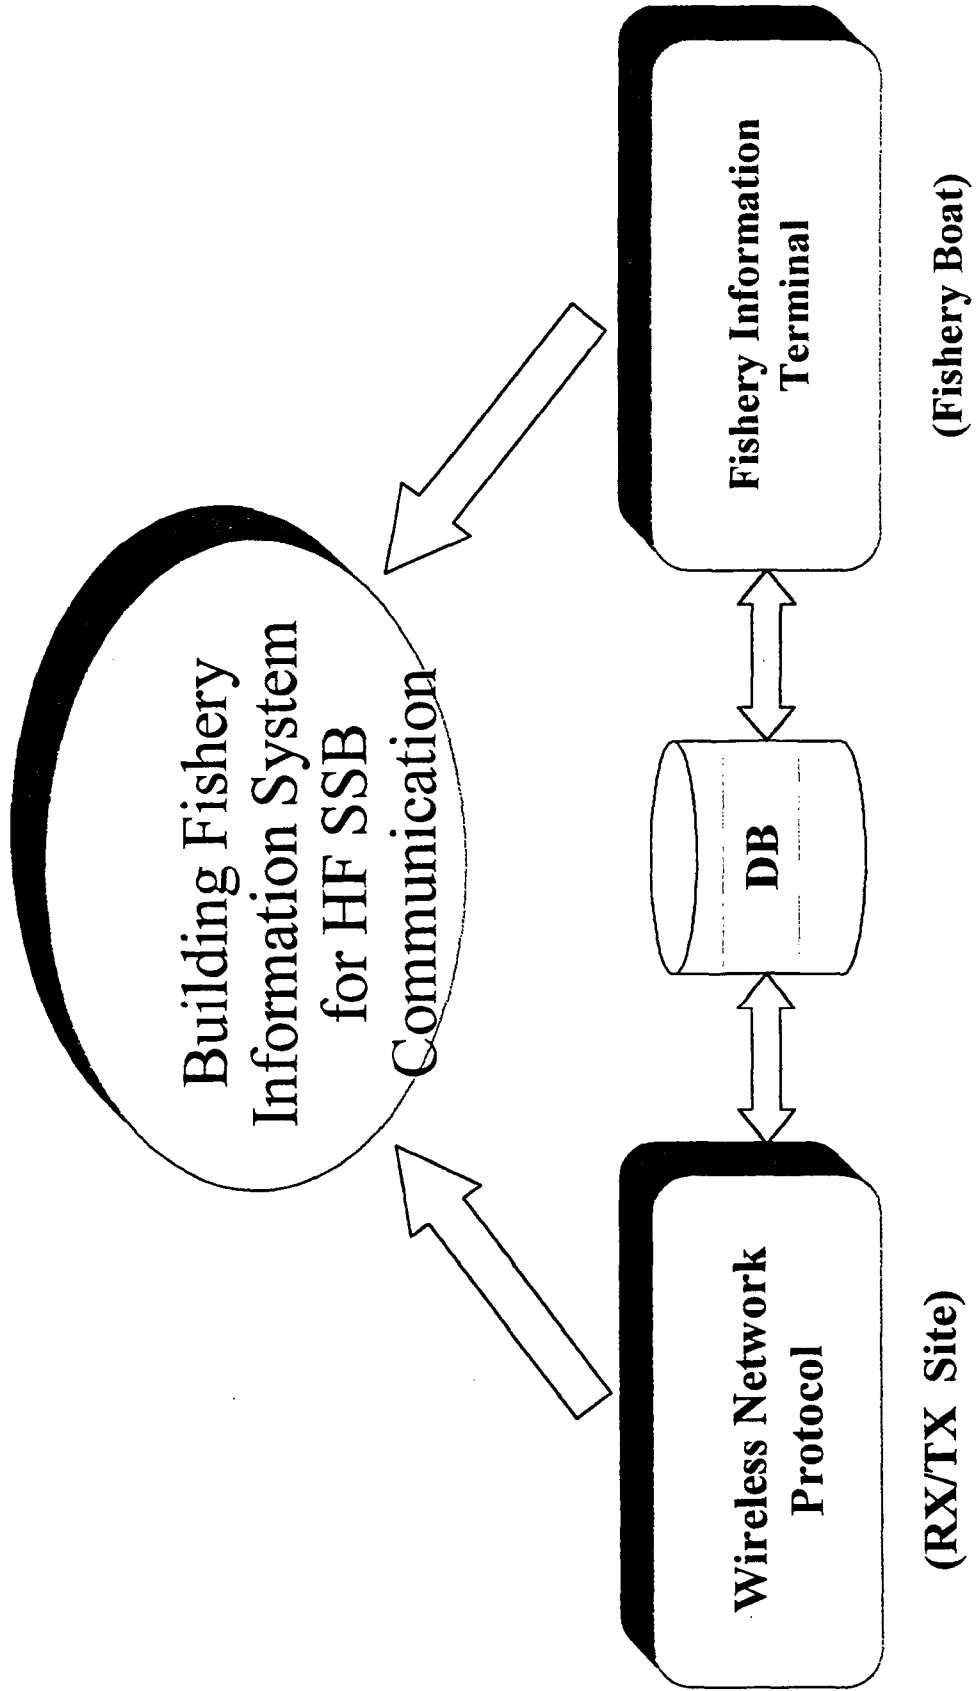 Building Fishery
Information System
for HF SSB
Communication
Wireless Network
Protocol
DB
Fishery Information
Terminal
(RX/TX Site)
(Fishery Boat)